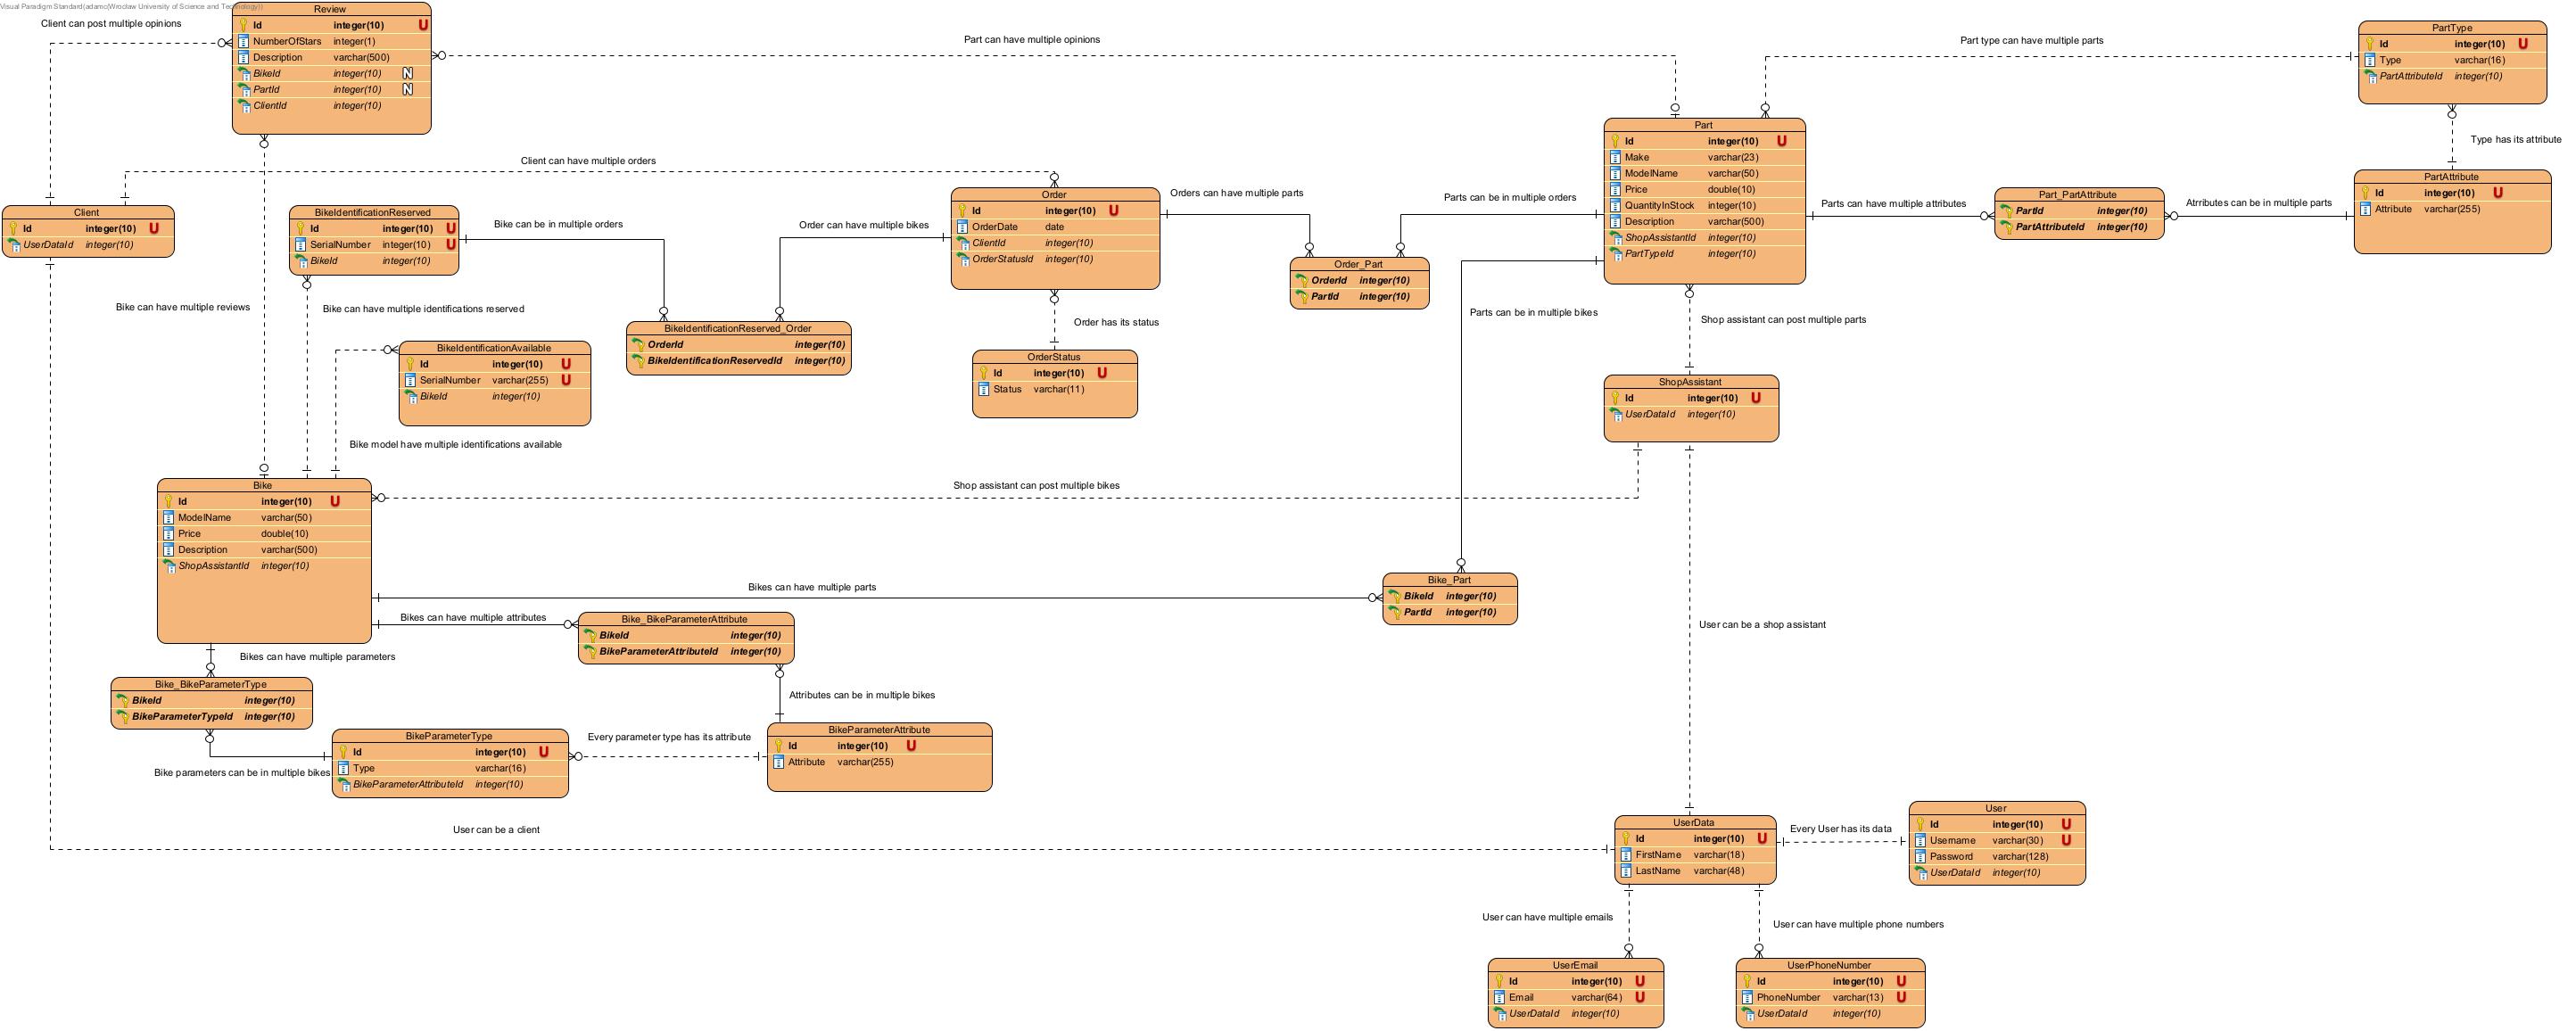 Visual Paradigm Standard(adamc(Wroclaw University of Science and Technology))
Client can post multiple opinions
Review
Id integer(10) U
NumberOfStars integer(1)
Description varchar(500)
BikeId integer(10) N
PartId integer(10) N
ClientId integer(10)
Part can have multiple opinions
Part type can have multiple parts
PartType
Id integer(10) U
Type varchar(16)
PartAttributeId integer(10)
Type has its attribute
Client can have multiple orders
Client
Id integer(10) U
UserDataId integer(10)
BikeIdentificationReserved
Id integer(10) U
SerialNumber integer(10) U
BikeId integer(10)
Bike can be in multiple orders
Order can have multiple bikes
Order
Id integer(10) U
OrderDate date
ClientId integer(10)
OrderStatusId integer(10)
Orders can have multiple parts
Parts can be in multiple orders
Order_Part
OrderId integer(10)
PartId integer(10)
Part
Id integer(10) U
Make varchar(23)
ModelName varchar(50)
Price double(10)
QuantityInStock integer(10)
Description varchar(500)
ShopAssistantId integer(10)
PartTypeId integer(10)
Parts can have multiple attributes
Part_PartAttribute
PartId integer(10)
PartAttributeId integer(10)
Atrributes can be in multiple parts
PartAttribute
Id integer(10) U
Attribute varchar(255)
Bike can have multiple reviews
Bike can have multiple identifications reserved
BikeIdentificationReserved_Order
OrderId integer(10)
BikeIdentificationReservedId integer(10)
Order has its status
Parts can be in multiple bikes
Shop assistant can post multiple parts
BikeIdentificationAvailable
Id integer(10) U
SerialNumber varchar(255) U
BikeId integer(10)
OrderStatus
Id integer(10) U
Status varchar(11)
ShopAssistant
Id integer(10) U
UserDataId integer(10)
Bike model have multiple identifications available
Bike
Id integer(10) U
ModelName varchar(50)
Price double(10)
Description varchar(500)
ShopAssistantId integer(10)
Shop assistant can post multiple bikes
Bikes can have multiple parts
Bike_Part
BikeId integer(10)
PartId integer(10)
Bikes can have multiple attributes
Bike_BikeParameterAttribute
BikeId integer(10)
BikeParameterAttributeId integer(10)
User can be a shop assistant
Bikes can have multiple parameters
Bike_BikeParameterType
BikeId integer(10)
BikeParameterTypeId integer(10)
Attributes can be in multiple bikes
Bike parameters can be in multiple bikes
BikeParameterType
Id integer(10) U
Type varchar(16)
BikeParameterAttributeId integer(10)
Every parameter type has its attribute
BikeParameterAttribute
Id integer(10) U
Attribute varchar(255)
User can be a client
UserData
Id integer(10) U
FirstName varchar(18)
LastName varchar(48)
Every User has its data
User
Id integer(10) U
Username varchar(30) U
Password varchar(128)
UserDataId integer(10)
User can have multiple emails
User can have multiple phone numbers
UserEmail
Id integer(10) U
Email varchar(64) U
UserDataId integer(10)
UserPhoneNumber
Id integer(10) U
PhoneNumber varchar(13) U
UserDataId integer(10)